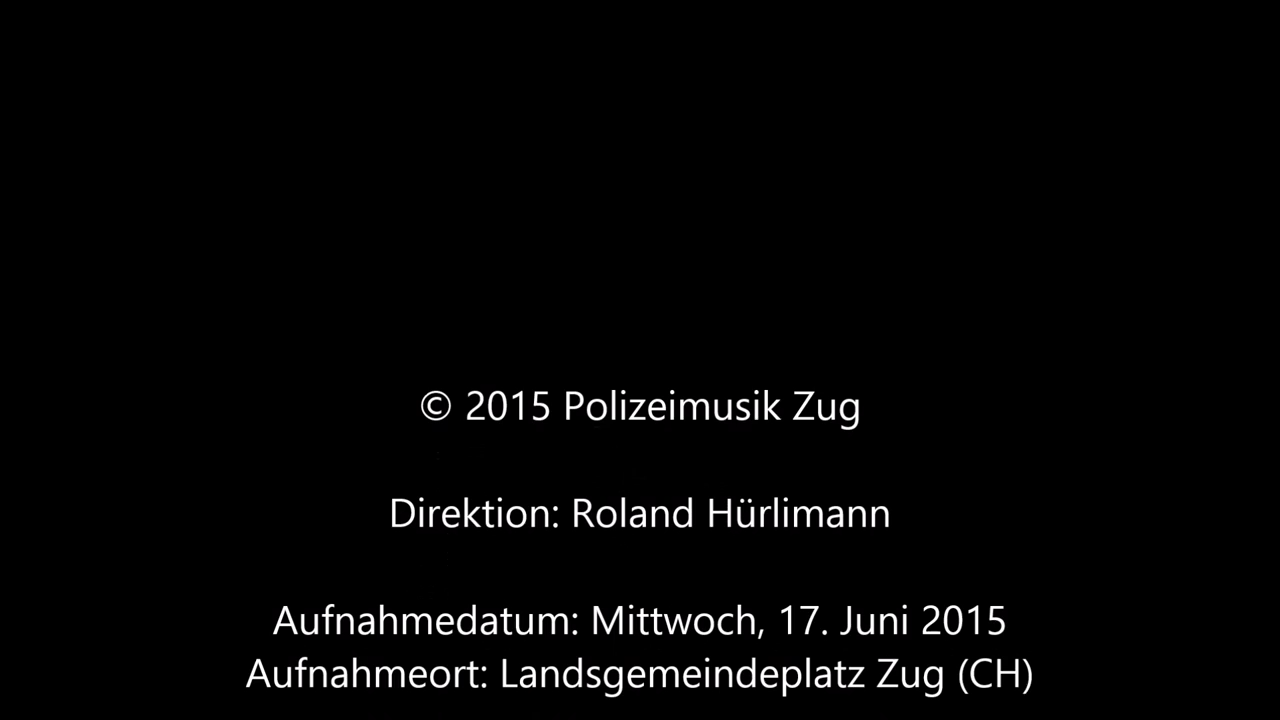 © 2015 Polizeimusik Zug
Direktion: Roland Hürlimann
Aufnahmedatum: Mittwoch, 17. Juni 2015
Aufnahmeort: Landsgemeindeplatz Zug (CH)